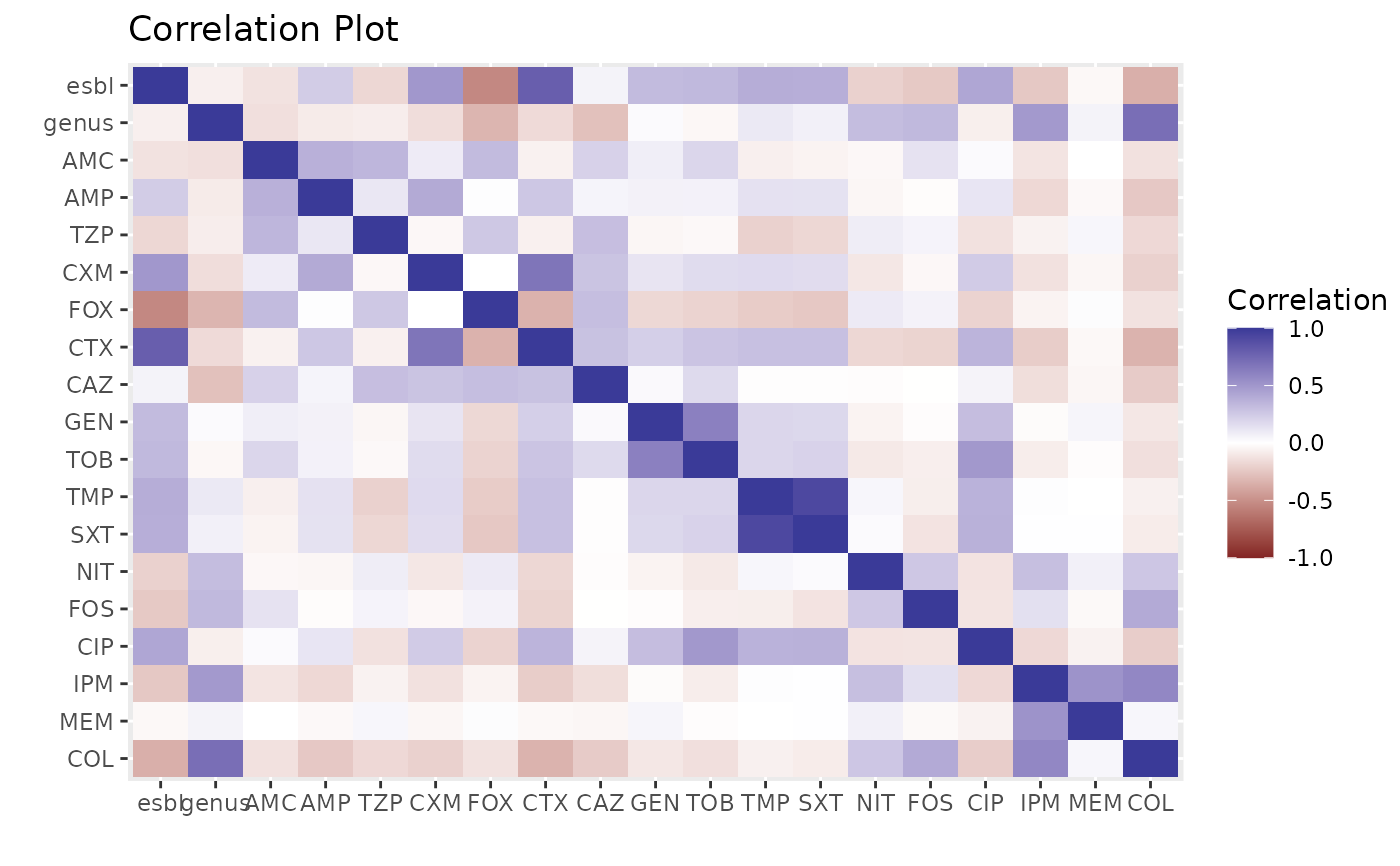 Correlation Plot
esbl
genus
AMC
AMP
TZP
CXM
FOX
CTX
CAZ
GEN
TOB
TMP
SXT
NIT
FOS
CIP
IPM
MEM
COL
esbl genus AMC AMP TZP CXM FOX CTX CAZ GEN TOB TMP SXT NIT FOS CIP IPM MEM COL
Correlation
1.0
0.5
0.0
-0.5
-1.0